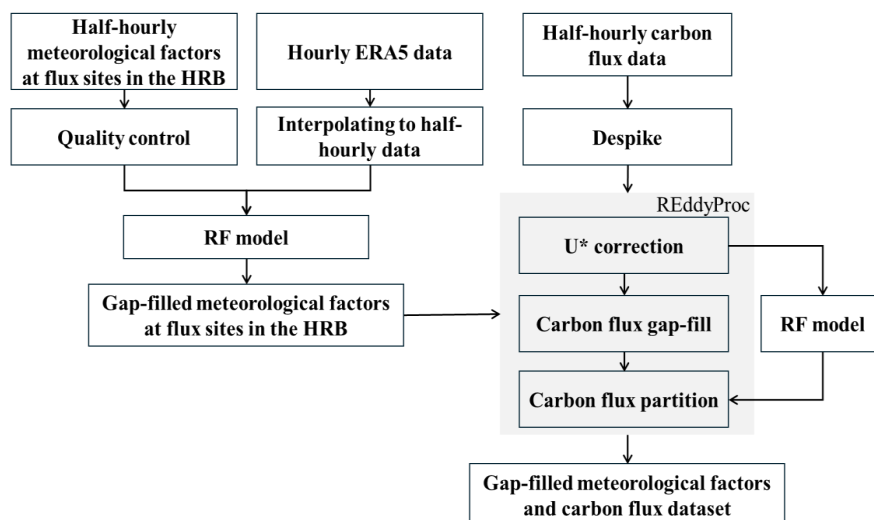 Half-hourly
meteorological factors
at flux sites in the HRB
Hourly ERA5 data
Half-hourly carbon
flux data
Quality control
Interpolating to half-
hourly data
Despike
REddyProc
RF model
U* correction
Gap-filled meteorological factors
at flux sites in the HRB
Carbon flux gap-fill
RF model
Carbon flux partition
Gap-filled meteorological factors
and carbon flux dataset